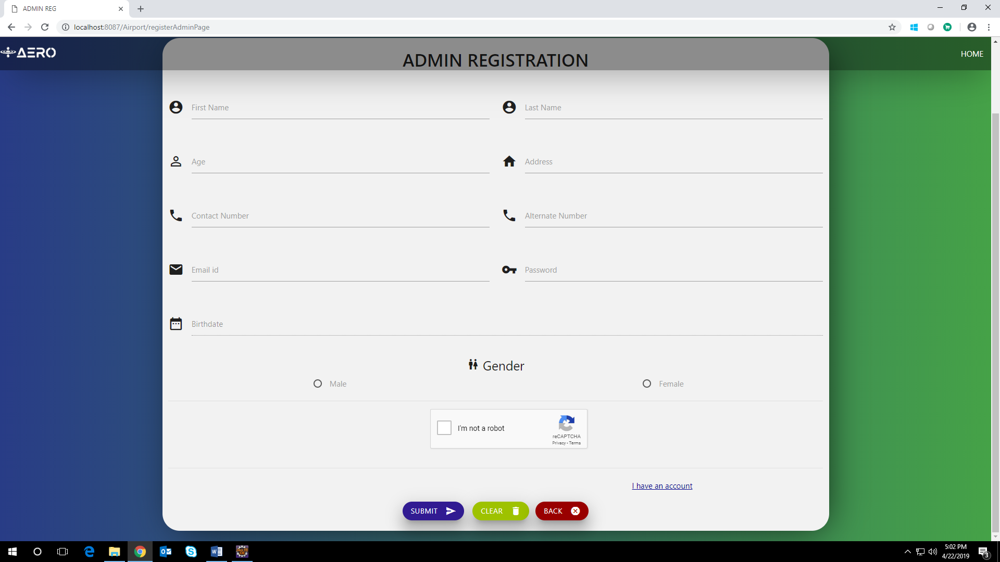 ADMIN REG
localhost:8087/Airport/registerAdminPage
AERO
HOME
ADMIN REGISTRATION
First Name
Last Name
Age
Address
Contact Number
Alternate Number
Email id
Password
Birthdate
Gender
Male
Female
I'm not a robot
reCAPTCHA
Privacy - Terms
I have an account
SUBMIT
CLEAR
BACK
5:02 PM
4/22/2019
3